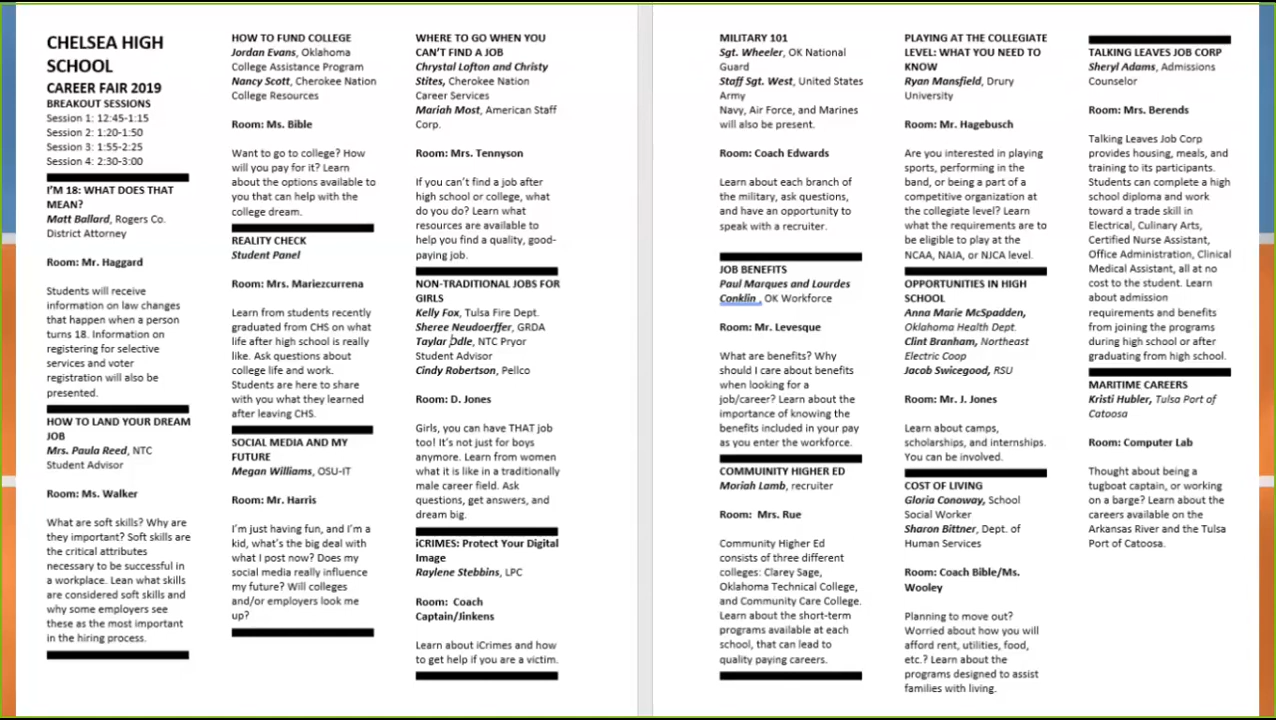 CHELSEA HIGH
SCHOOL
CAREER FAIR 2019
BREAKOUT SESSIONS
Session 1: 12:45-1:15
Session 2: 1:20-1:50
Session 3: 1:55-2:25
Session 4: 2:30-3:00
I'M 18: WHAT DOES THAT
MEAN?
Matt Ballard, Rogers Co.
District Attorney
Room: Mr. Haggard
Students will receive
information on law changes
that happen when a person
turns 18. Information on
registering for selective
services and voter
registration will also be
presented.
HOW TO LAND YOUR DREAM
JOB
Mrs. Paula Reed, NTC
Student Advisor
Room: Ms. Walker
What are soft skills? Why are
they important? Soft skills are
the critical attributes
necessary to be successful in
a workplace. Lean what skills
are considered soft skills and
why some employers see
these as the most important
in the hiring process.
HOW TO FUND COLLEGE
Jordan Evans, Oklahoma
College Assistance Program
Nancy Scott, Cherokee Nation
College Resources
Room: Ms. Bible
Want to go to college? How
will you pay for it? Learn
about the options available to
you that can help with the
college dream.
REALITY CHECK
Student Panel
Room: Mrs. Mariezcurrena
Learn from students recently
graduated from CHS on what
life after high school is really
like. Ask questions about
college life and work.
Students are here to share
with you what they learned
after leaving CHS.
SOCIAL MEDIA AND MY
FUTURE
Megan Williams, OSU-IT
Room: Mr. Harris
I'm just having fun, and I'm a
kid, what's the big deal with
what I post now? Does my
social media really influence
my future? Will colleges
and/or employers look me
up?
WHERE TO GO WHEN YOU
CAN'T FIND A JOB
Chrystal Lofton and Christy
Stites, Cherokee Nation
Career Services
Mariah Most, American Staff
Corp.
Room: Mrs. Tennyson
If you can't find a job after
high school or college, what
do you do? Learn what
resources are available to
help you find a quality, good-
paying job.
NON-TRADITIONAL JOBS FOR
GIRLS
Kelly Fox, Tulsa Fire Dept.
Sheree Neudoerffer, GRDA
Taylar Odle, NTC Pryor
Student Advisor
Cindy Robertson, Pellco
Room: D. Jones
Girls, you can have THAT job
too! It's not just for boys
anymore. Learn from women
what it is like in a traditionally
male career field. Ask
questions, get answers, and
dream big.
iCRIMES: Protect Your Digital
Image
Raylene Stebbins, LPC
Room: Coach
Captain/Jinkens
Learn about iCrimes and how
to get help if you are a victim.
MILITARY 101
Sgt. Wheeler, OK National
Guard
Staff Sgt. West, United States
Army
Navy, Air Force, and Marines
will also be present.
Room: Coach Edwards
Learn about each branch of
the military, ask questions,
and have an opportunity to
speak with a recruiter.
JOB BENEFITS
Paul Marques and Lourdes
Conklin , OK Workforce
Room: Mr. Levesque
What are benefits? Why
should I care about benefits
when looking for a
job/career? Learn about the
importance of knowing the
benefits included in your pay
as you enter the workforce.
COMMUINITY HIGHER ED
Moriah Lamb, recruiter
Room: Mrs. Rue
Community Higher Ed
consists of three different
colleges: Clarey Sage,
Oklahoma Technical College,
and Community Care College.
Learn about the short-term
programs available at each
school, that can lead to
quality paying careers.
PLAYING AT THE COLLEGIATE
LEVEL: WHAT YOU NEED TO
KNOW
Ryan Mansfield, Drury
University
Room: Mr. Hagebusch
Are you interested in playing
sports, performing in the
band, or being a part of a
competitive organization at
the collegiate level? Learn
what the requirements are to
be eligible to play at the
NCAA, NAIA, or NJCA level.
OPPORTUNITIES IN HIGH
SCHOOL
Anna Marie McSpadden,
Oklahoma Health Dept.
Clint Branham, Northeast
Electric Coop
Jacob Swicegood, RSU
Room: Mr. J. Jones
Learn about camps,
scholarships, and internships.
You can be involved.
COST OF LIVING
Gloria Conoway, School
Social Worker
Sharon Bittner, Dept. of
Human Services
Room: Coach Bible/Ms.
Wooley
Planning to move out?
Worried about how you will
afford rent, utilities, food,
etc.? Learn about the
programs designed to assist
families with living.
TALKING LEAVES JOB CORP
Sheryl Adams, Admissions
Counselor
Room: Mrs. Berends
Talking Leaves Job Corp
provides housing, meals, and
training to its participants.
Students can complete a high
school diploma and work
toward a trade skill in
Electrical, Culinary Arts,
Certified Nurse Assistant,
Office Administration, Clinical
Medical Assistant, all at no
cost to the student. Learn
about admission
requirements and benefits
from joining the programs
during high school or after
graduating from high school.
MARITIME CAREERS
Kristi Hubler, Tulsa Port of
Catoosa
Room: Computer Lab
Thought about being a
tugboat captain, or working
on a barge? Learn about the
careers available on the
Arkansas River and the Tulsa
Port of Catoosa.